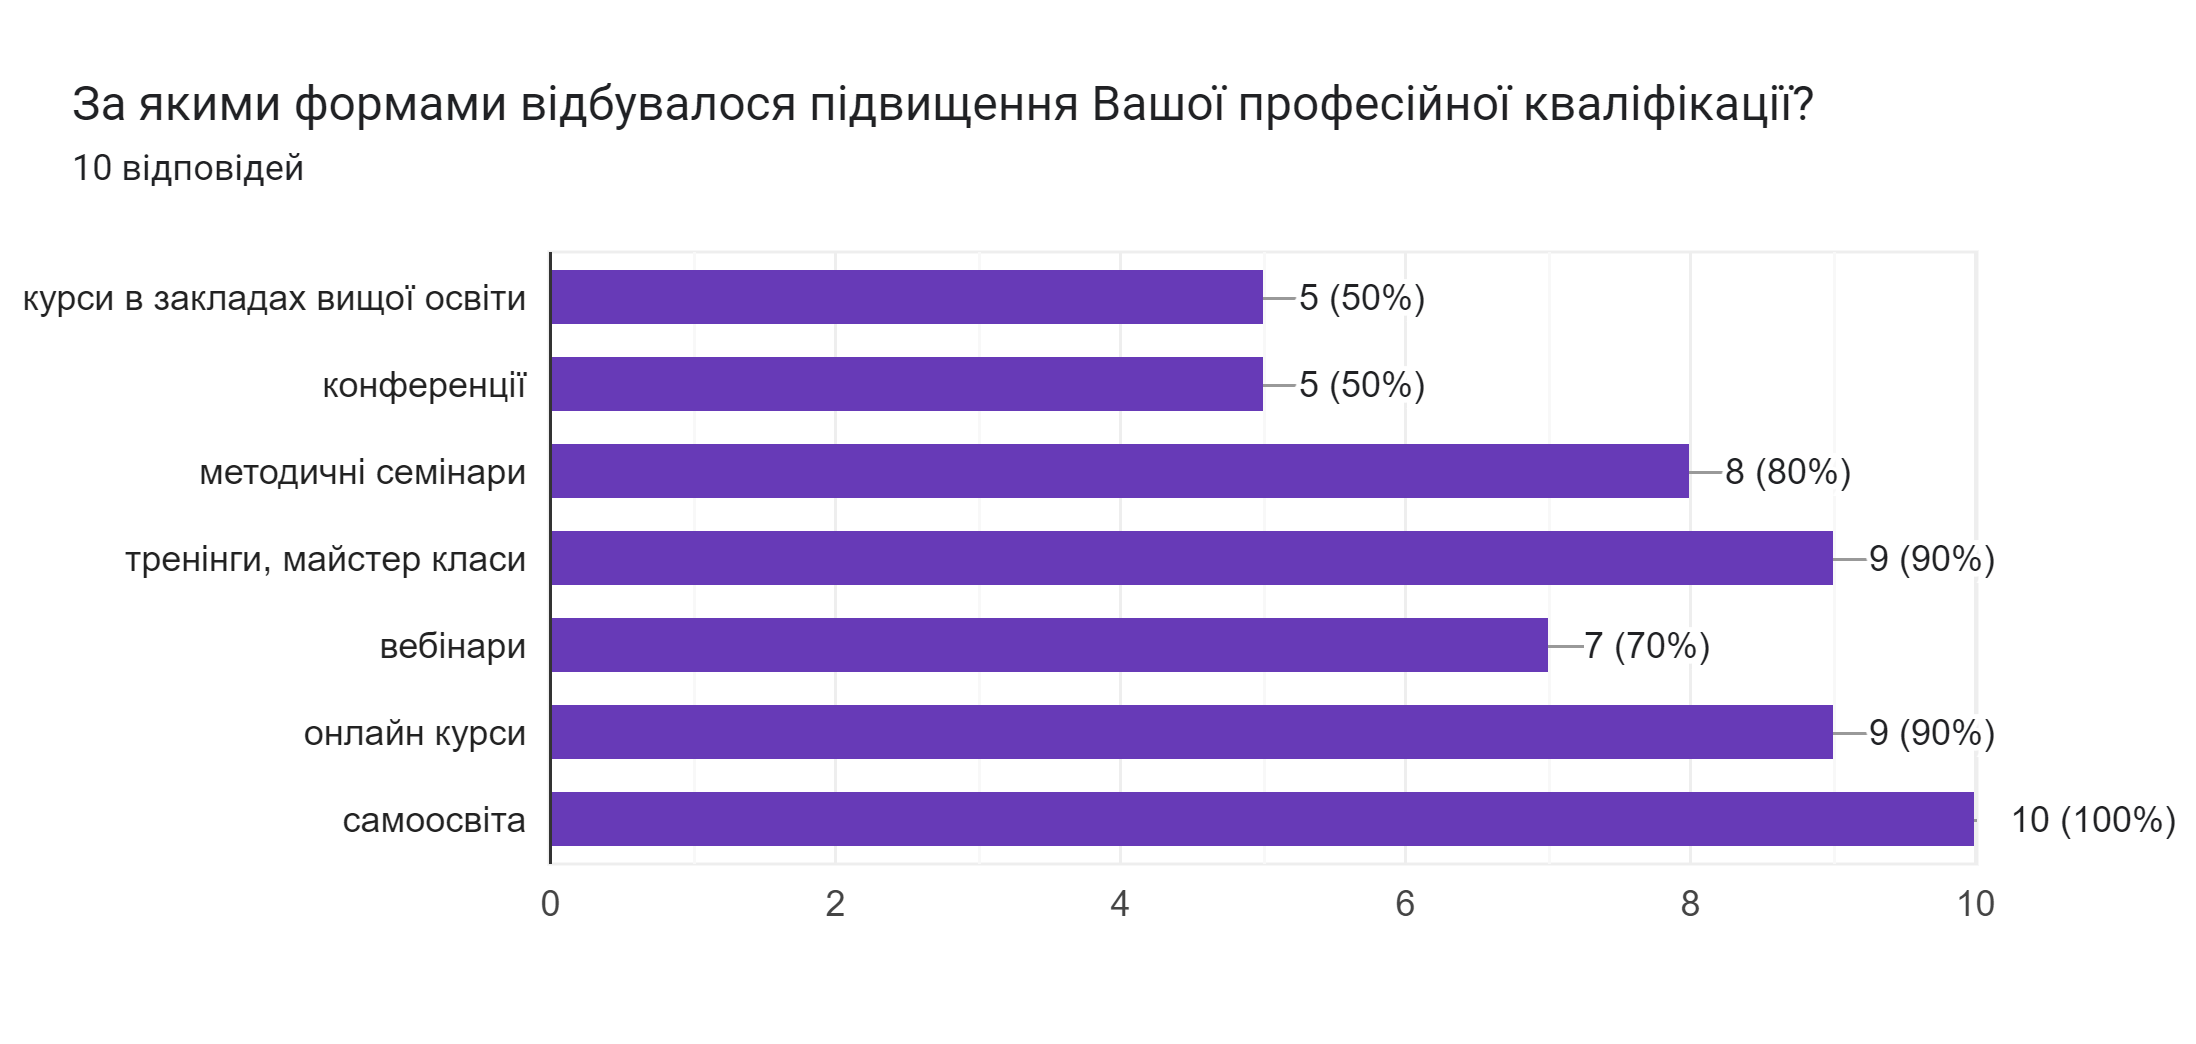 За якими формами відбувалося підвищення Вашої професійної кваліфікації?
10 відповідей
курси в закладах вищої освіти 5 (50%)
конференції 5 (50%)
методичні семінари 8 (80%)
тренінги, майстер класи 9 (90%)
вебінари 7 (70%)
онлайн курси 9 (90%)
самоосвіта 10 (100%)
0 2 4 6 8 10